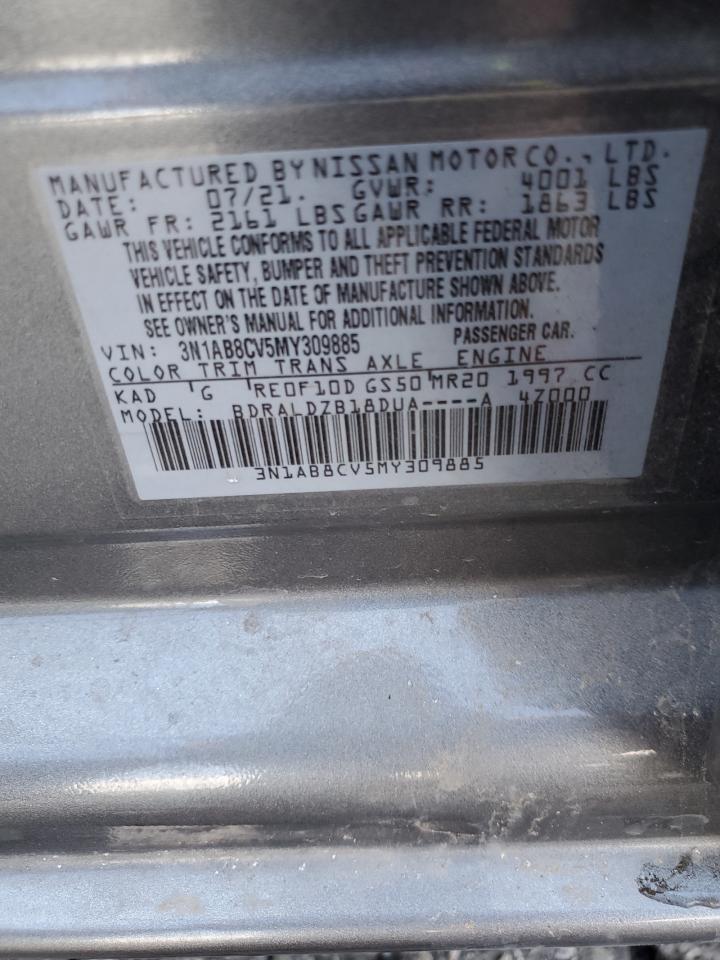 MANUFACTURED BY NISSAN MOTOR CO., LTD.
DATE: 07/21. GVWR: 4001 LBS
GAWR FR: 2161 LBS GAWR RR: 1863 LBS
THIS VEHICLE CONFORMS TO ALL APPLICABLE FEDERAL MOTOR
VEHICLE SAFETY, BUMPER AND THEFT PREVENTION STANDARDS
IN EFFECT ON THE DATE OF MANUFACTURE SHOWN ABOVE.
SEE OWNER'S MANUAL FOR ADDITIONAL INFORMATION.
VIN: 3N1AB8CV5MY309885 PASSENGER CAR.
COLOR TRIM TRANS AXLE ENGINE
KAD G RE0F10D GS50 MR20 1997 CC
MODEL: BDRALDZB18DUA----A 4Z000
3N1AB8CV5MY309885